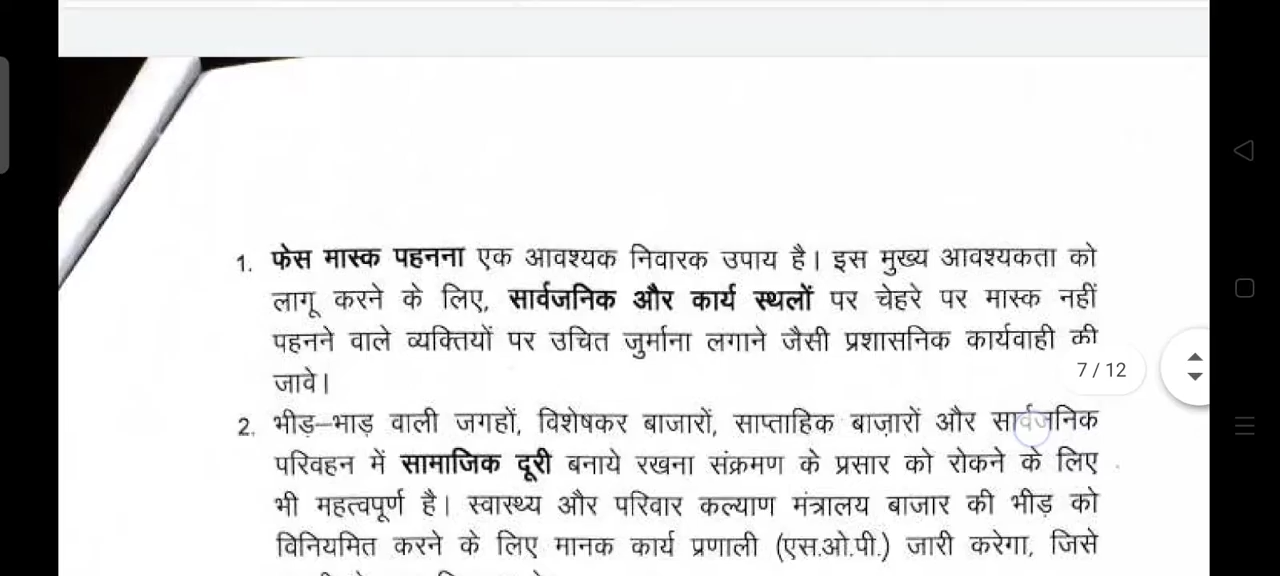 1. फेस मास्क पहनना एक आवश्यक निवारक उपाय है। इस मुख्य आवश्यकता को
लागू करने के लिए, सार्वजनिक और कार्य स्थलों पर चेहरे पर मास्क नहीं
पहनने वाले व्यक्तियों पर उचित जुर्माना लगाने जैसी प्रशासनिक कार्यवाही की
जावे।
7 / 12
2. भीड़–भाड़ वाली जगहों, विशेषकर बाजारों, साप्ताहिक बाज़ारों और सार्वजनिक
परिवहन में सामाजिक दूरी बनाये रखना संक्रमण के प्रसार को रोकने के लिए
भी महत्वपूर्ण है। स्वास्थ्य और परिवार कल्याण मंत्रालय बाजार की भीड़ को
विनियमित करने के लिए मानक कार्य प्रणाली (एस.ओ.पी.) जारी करेगा, जिसे